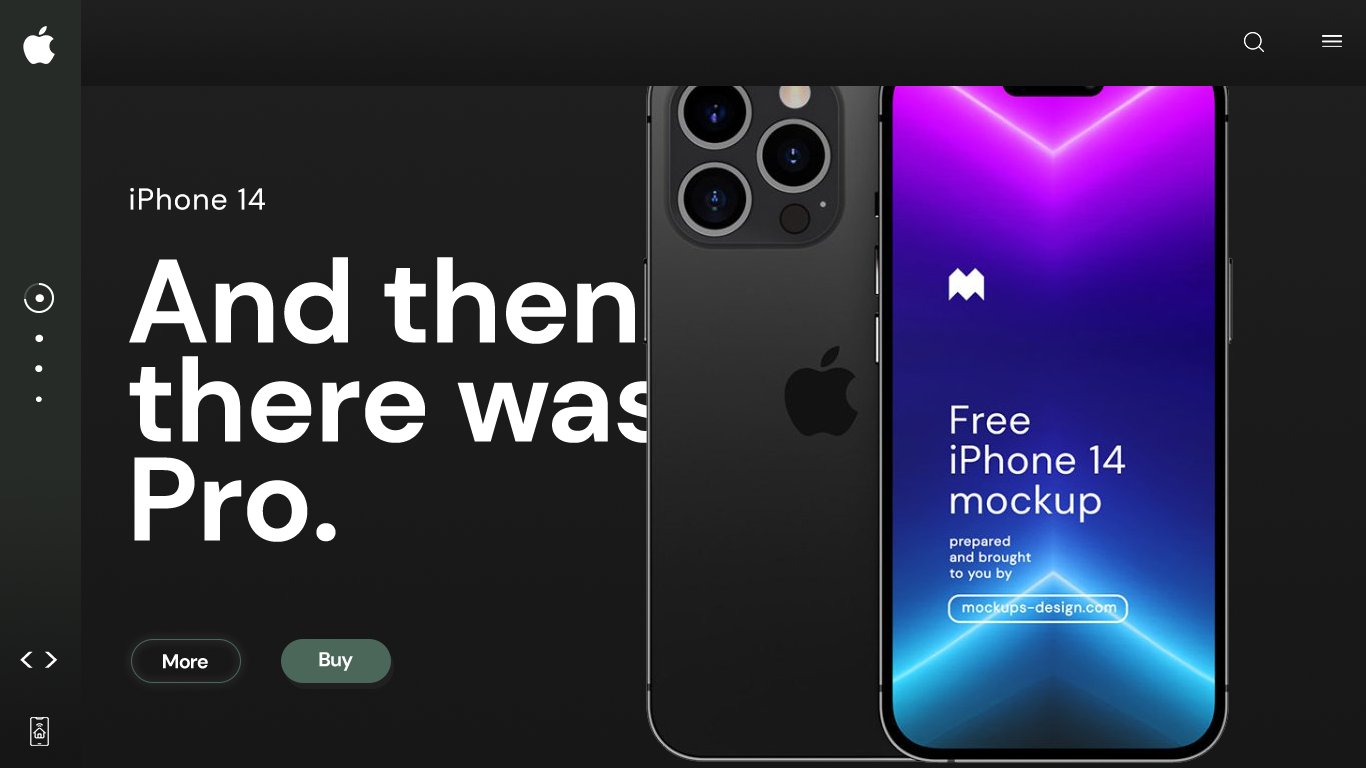 iPhone 14
And then
there was
Pro.
More
Buy
Free
iPhone 14
mockup
prepared
and brought
to you by
mockups-design.com